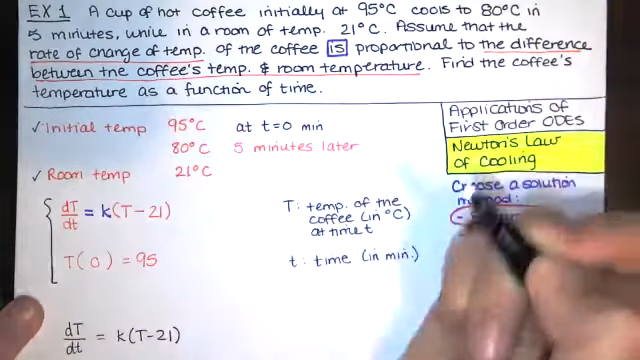 EX 1 A cup of hot coffee initially at 95°C cools to 80°C in
5 minutes, while in a room of temp. 21°C. Assume that the
rate of change of temp. of the coffee is proportional to the difference
between the coffee's temp. & room temperature. Find the coffee's
temperature as a function of time.
✓ Initial temp 95°C at t=0 min
80°C 5 minutes later
✓ Room temp 21°C
dT/dt = k(T-21)
T(0) = 95
T: temp. of the
coffee (in °C)
at time t
t: time (in min.)
dT/dt = k(T-21)
Applications of
First Order ODEs
Newton's Law
of Cooling
Choose a solution
method: